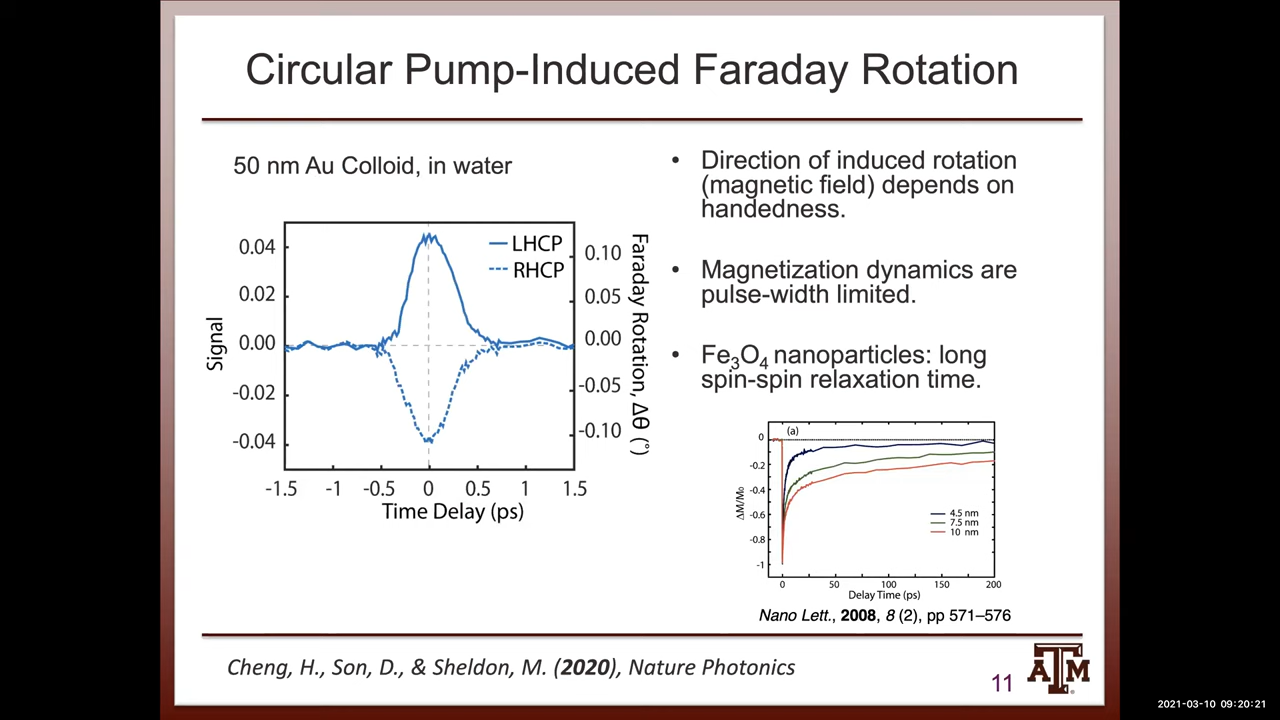 Circular Pump-Induced Faraday Rotation
50 nm Au Colloid, in water
Signal
0.04
0.02
0.00
-0.02
-0.04
LHCP
RHCP
0.10
0.05
0.00
-0.05
-0.10
Faraday Rotation, Δθ (°)
-1.5 -1 -0.5 0 0.5 1 1.5
Time Delay (ps)
• Direction of induced rotation
(magnetic field) depends on
handedness.
• Magnetization dynamics are
pulse-width limited.
• Fe₃O₄ nanoparticles: long
spin-spin relaxation time.
(a)
ΔM/M₀
0
-0.2
-0.4
-0.6
-0.8
-1
4.5 nm
7.5 nm
10 nm
0 50 100 150 200
Delay Time (ps)
Nano Lett., 2008, 8 (2), pp 571–576
Cheng, H., Son, D., & Sheldon, M. (2020), Nature Photonics
11
ATM
2021-03-10 09:20:21